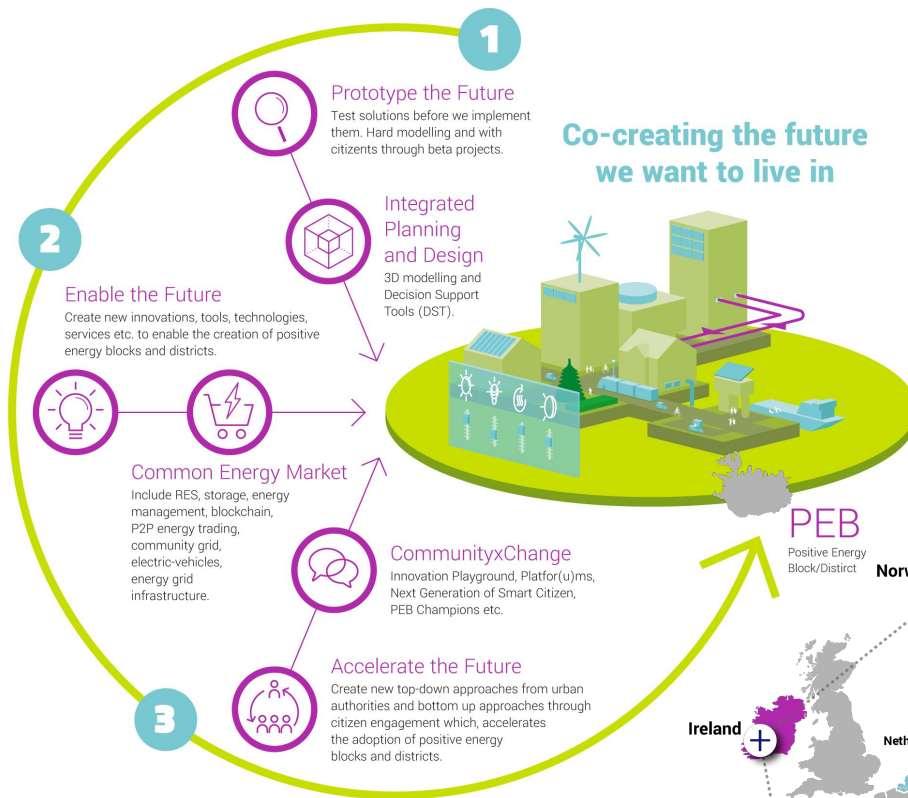 1
Prototype the Future
Test solutions before we implement
them. Hard modelling and with
citizents through beta projects.
Co-creating the future
we want to live in
Integrated
Planning
and Design
3D modelling and
Decision Support
Tools (DST).
2
Enable the Future
Create new innovations, tools, technologies,
services etc. to enable the creation of positive
energy blocks and districts.
Common Energy Market
Include RES, storage, energy
management, blockchain,
P2P energy trading,
community grid,
electric-vehicles,
energy grid
infrastructure.
CommunityxChange
Innovation Playground, Platfor(u)ms,
Next Generation of Smart Citizen,
PEB Champions etc.
PEB
Positive Energy
Block/Distirct
Norw
3
Accelerate the Future
Create new top-down approaches from urban
authorities and bottom up approaches through
citizen engagement which, accelerates
the adoption of positive energy
blocks and districts.
Ireland
Neth